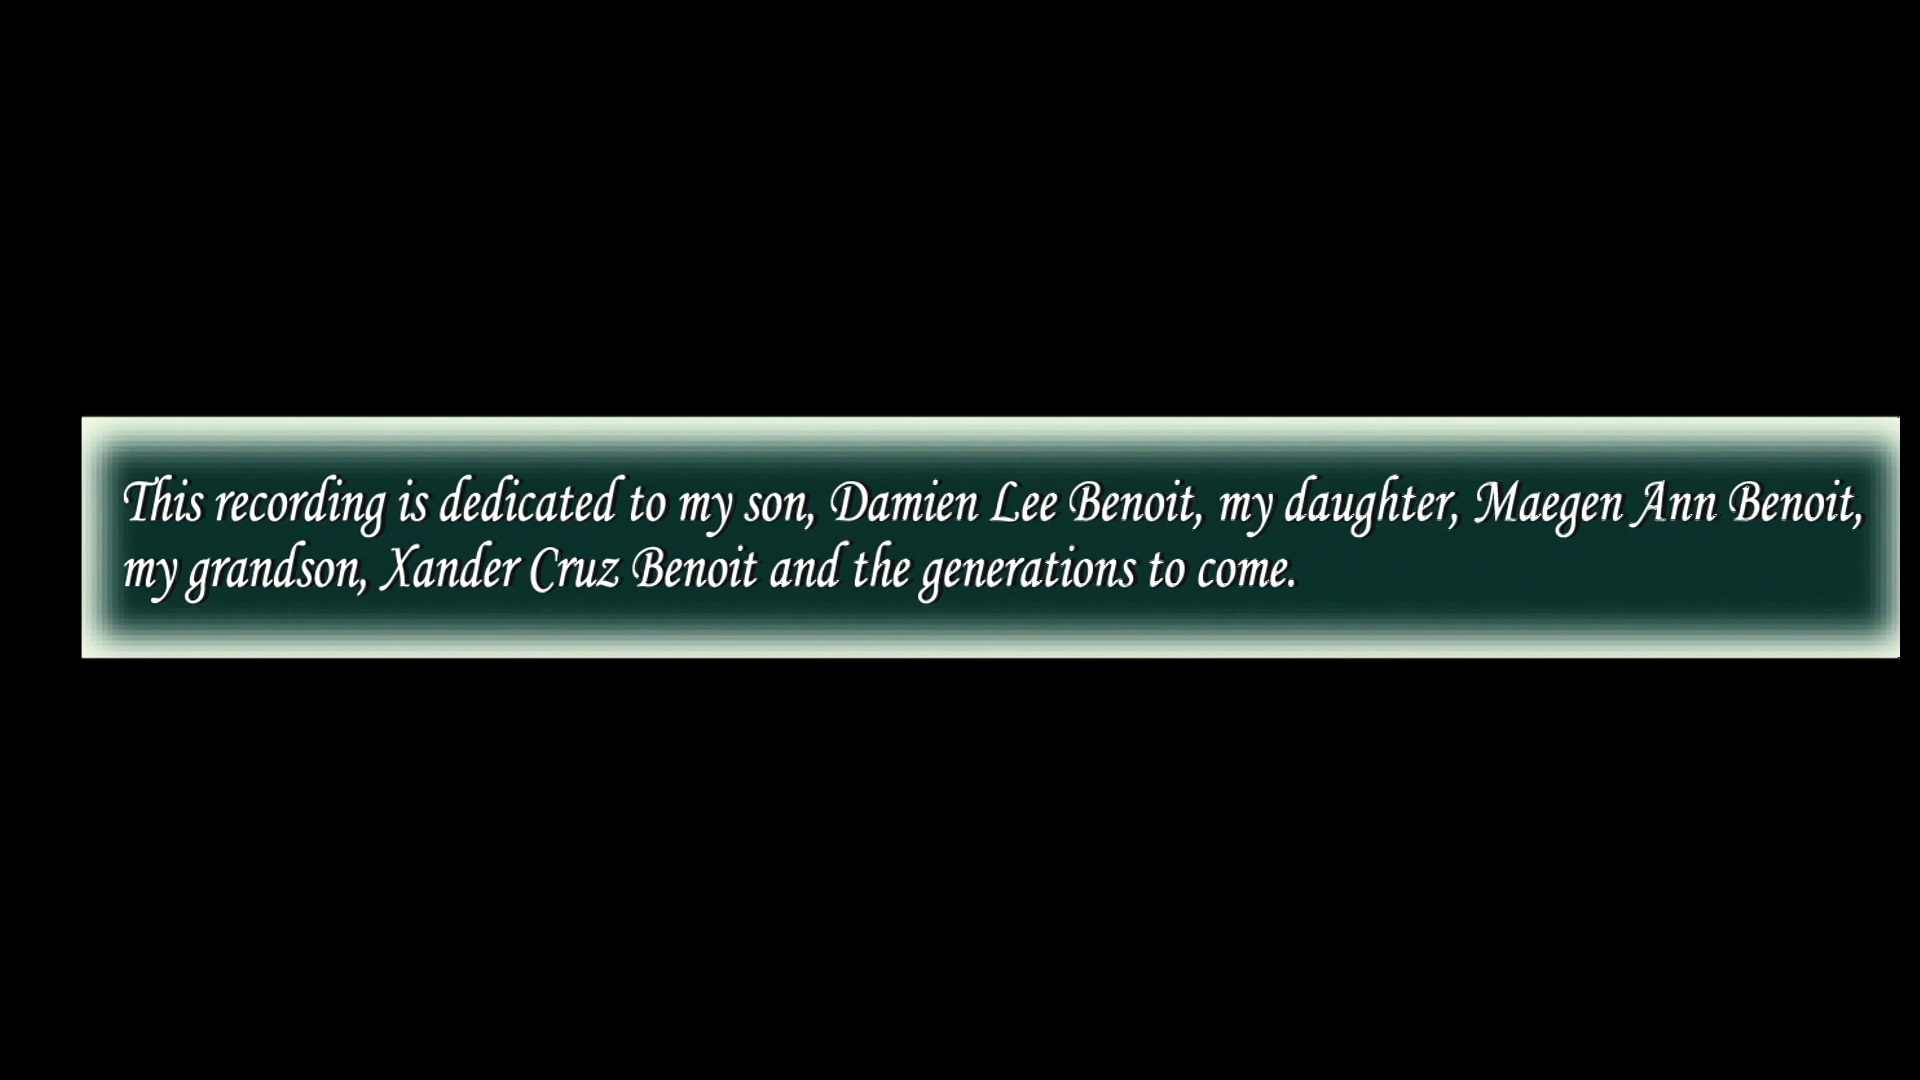 This recording is dedicated to my son, Damien Lee Benoit, my daughter, Maegen Ann Benoit,
my grandson, Xander Cruz Benoit and the generations to come.